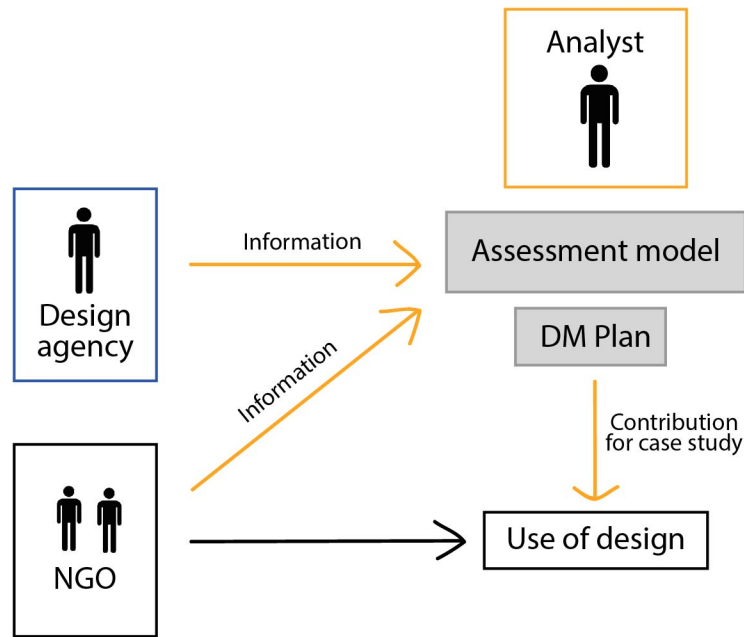 Analyst
Information
Assessment model
Design
agency
DM Plan
Information
Contribution
for case study
NGO
Use of design